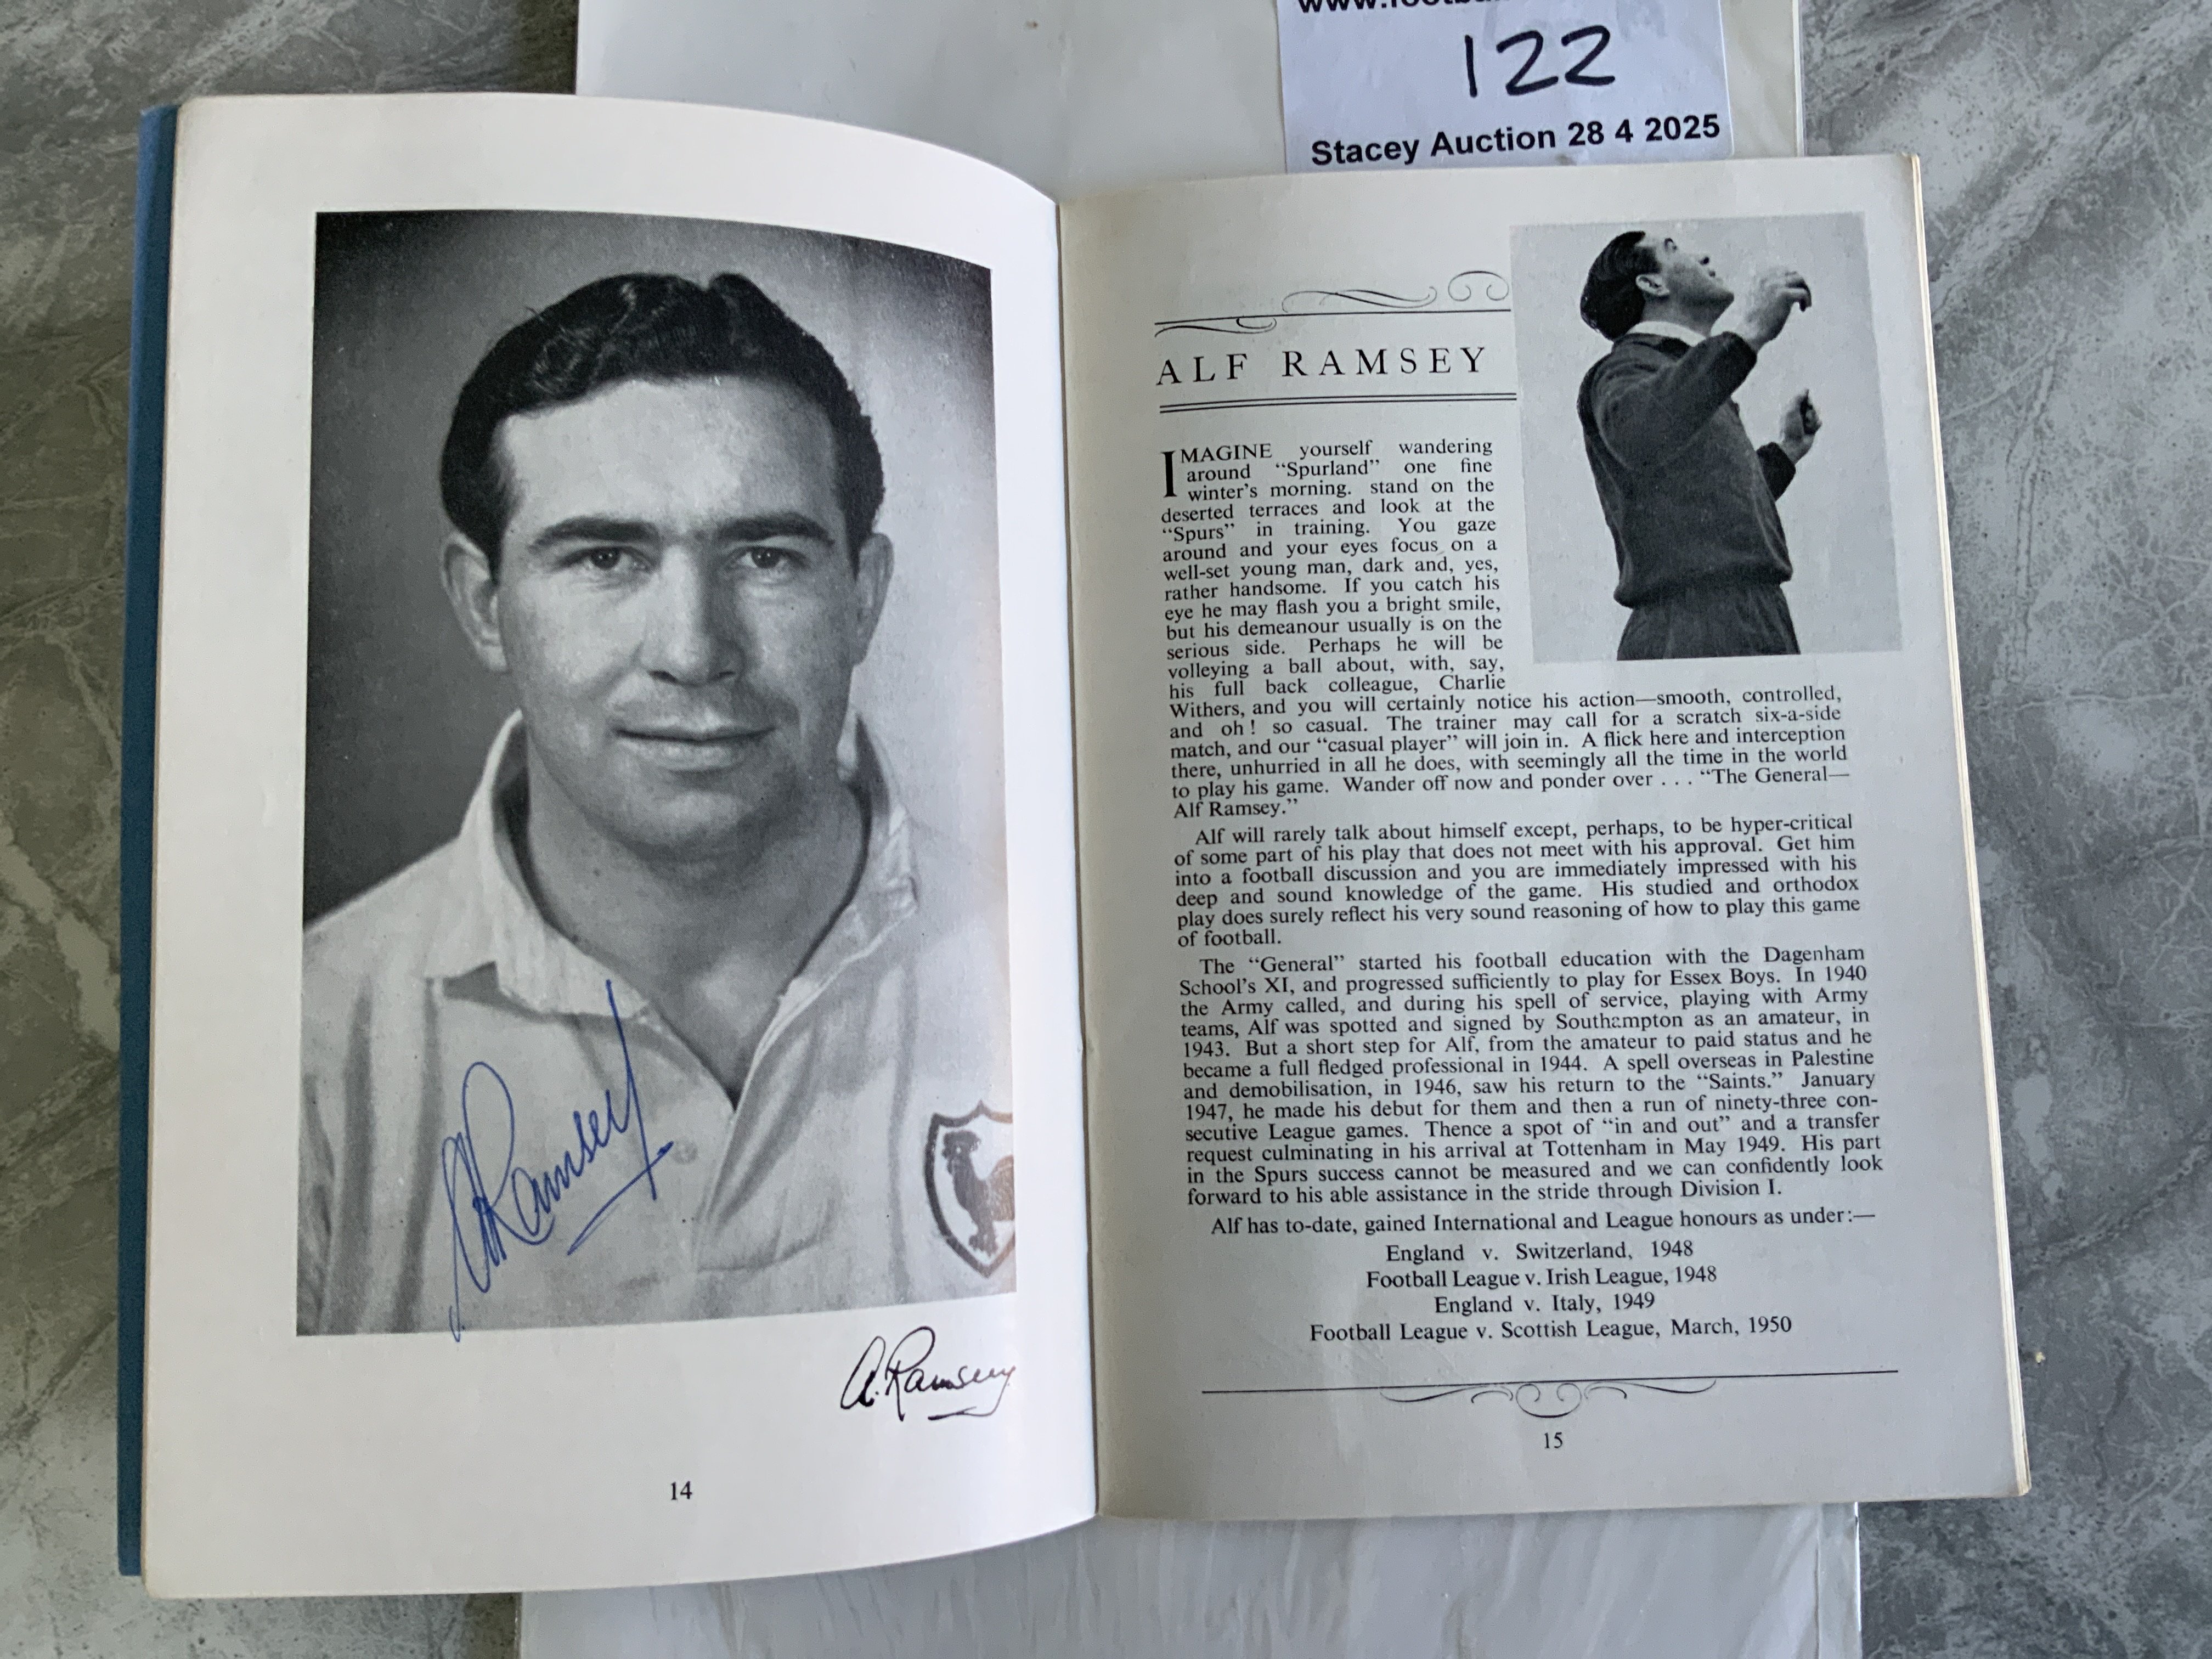 www.footba
122
Stacey Auction 28 4 2025
A Ramsey
A. Ramsey
14
ALF RAMSEY
IMAGINE yourself wandering
around “Spurland” one fine
winter’s morning. stand on the
deserted terraces and look at the
“Spurs” in training. You gaze
around and your eyes focus on a
well-set young man, dark and, yes,
rather handsome. If you catch his
eye he may flash you a bright smile,
but his demeanour usually is on the
serious side. Perhaps he will be
volleying a ball about, with, say,
his full back colleague, Charlie
Withers, and you will certainly notice his action—smooth, controlled,
and oh! so casual. The trainer may call for a scratch six-a-side
match, and our “casual player” will join in. A flick here and interception
there, unhurried in all he does, with seemingly all the time in the world
to play his game. Wander off now and ponder over . . . “The General—
Alf Ramsey.”
Alf will rarely talk about himself except, perhaps, to be hyper-critical
of some part of his play that does not meet with his approval. Get him
into a football discussion and you are immediately impressed with his
deep and sound knowledge of the game. His studied and orthodox
play does surely reflect his very sound reasoning of how to play this game
of football.
The “General” started his football education with the Dagenham
School’s XI, and progressed sufficiently to play for Essex Boys. In 1940
the Army called, and during his spell of service, playing with Army
teams, Alf was spotted and signed by Southampton as an amateur, in
1943. But a short step for Alf, from the amateur to paid status and he
became a full fledged professional in 1944. A spell overseas in Palestine
and demobilisation, in 1946, saw his return to the “Saints.” January
1947, he made his debut for them and then a run of ninety-three con-
secutive League games. Thence a spot of “in and out” and a transfer
request culminating in his arrival at Tottenham in May 1949. His part
in the Spurs success cannot be measured and we can confidently look
forward to his able assistance in the stride through Division I.
Alf has to-date, gained International and League honours as under:—
England v. Switzerland, 1948
Football League v. Irish League, 1948
England v. Italy, 1949
Football League v. Scottish League, March, 1950
15